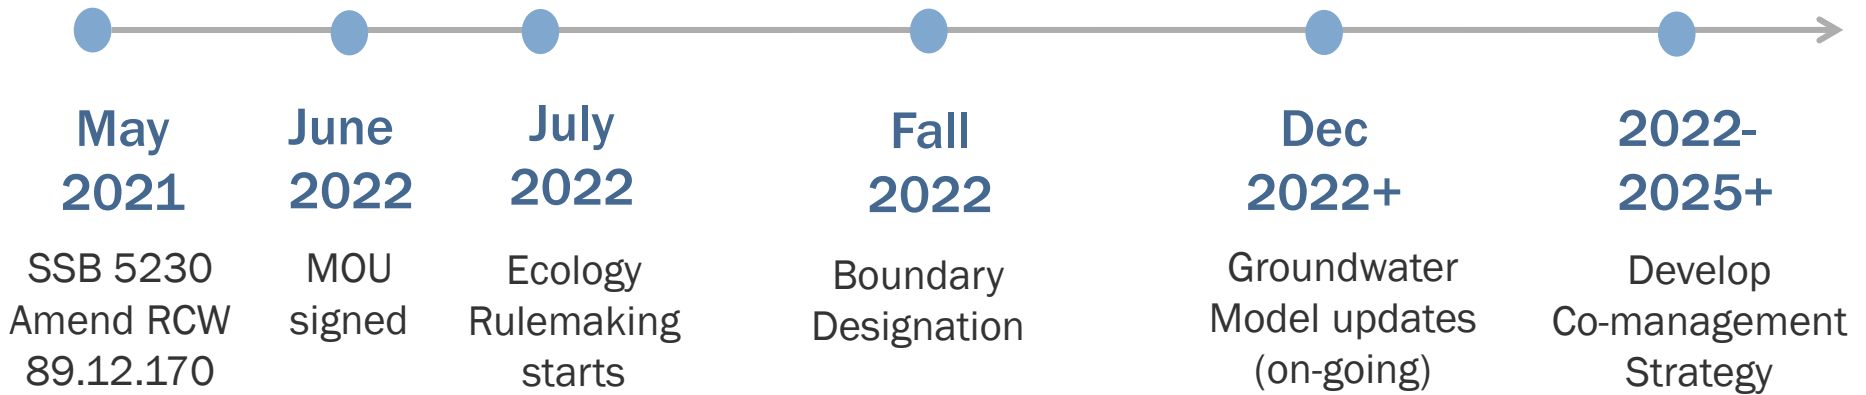 May
2021
SSB 5230
Amend RCW
89.12.170
June
2022
MOU
signed
July
2022
Ecology
Rulemaking
starts
Fall
2022
Boundary
Designation
Dec
2022+
Groundwater
Model updates
(on-going)
2022-
2025+
Develop
Co-management
Strategy